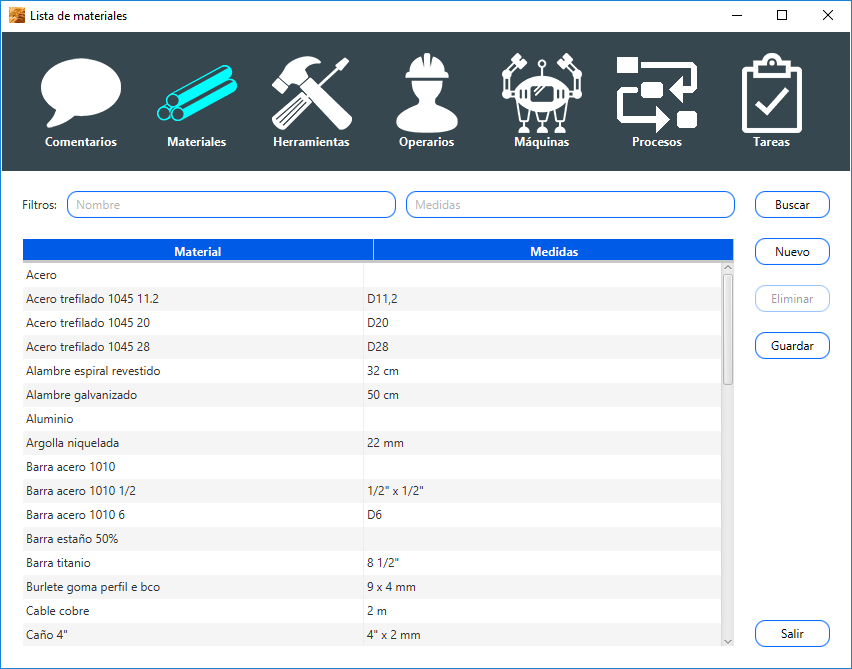 Lista de materiales
Comentarios Materiales Herramientas Operarios Máquinas Procesos Tareas
Filtros: Nombre Medidas Buscar
Material Medidas Nuevo
Acero
Acero trefilado 1045 11.2 D11,2 Eliminar
Acero trefilado 1045 20 D20
Acero trefilado 1045 28 D28 Guardar
Alambre espiral revestido 32 cm
Alambre galvanizado 50 cm
Aluminio
Argolla niquelada 22 mm
Barra acero 1010
Barra acero 1010 1/2 1/2" x 1/2"
Barra acero 1010 6 D6
Barra estaño 50%
Barra titanio 8 1/2"
Burlete goma perfil e bco 9 x 4 mm
Cable cobre 2 m
Caño 4" 4" x 2 mm Salir